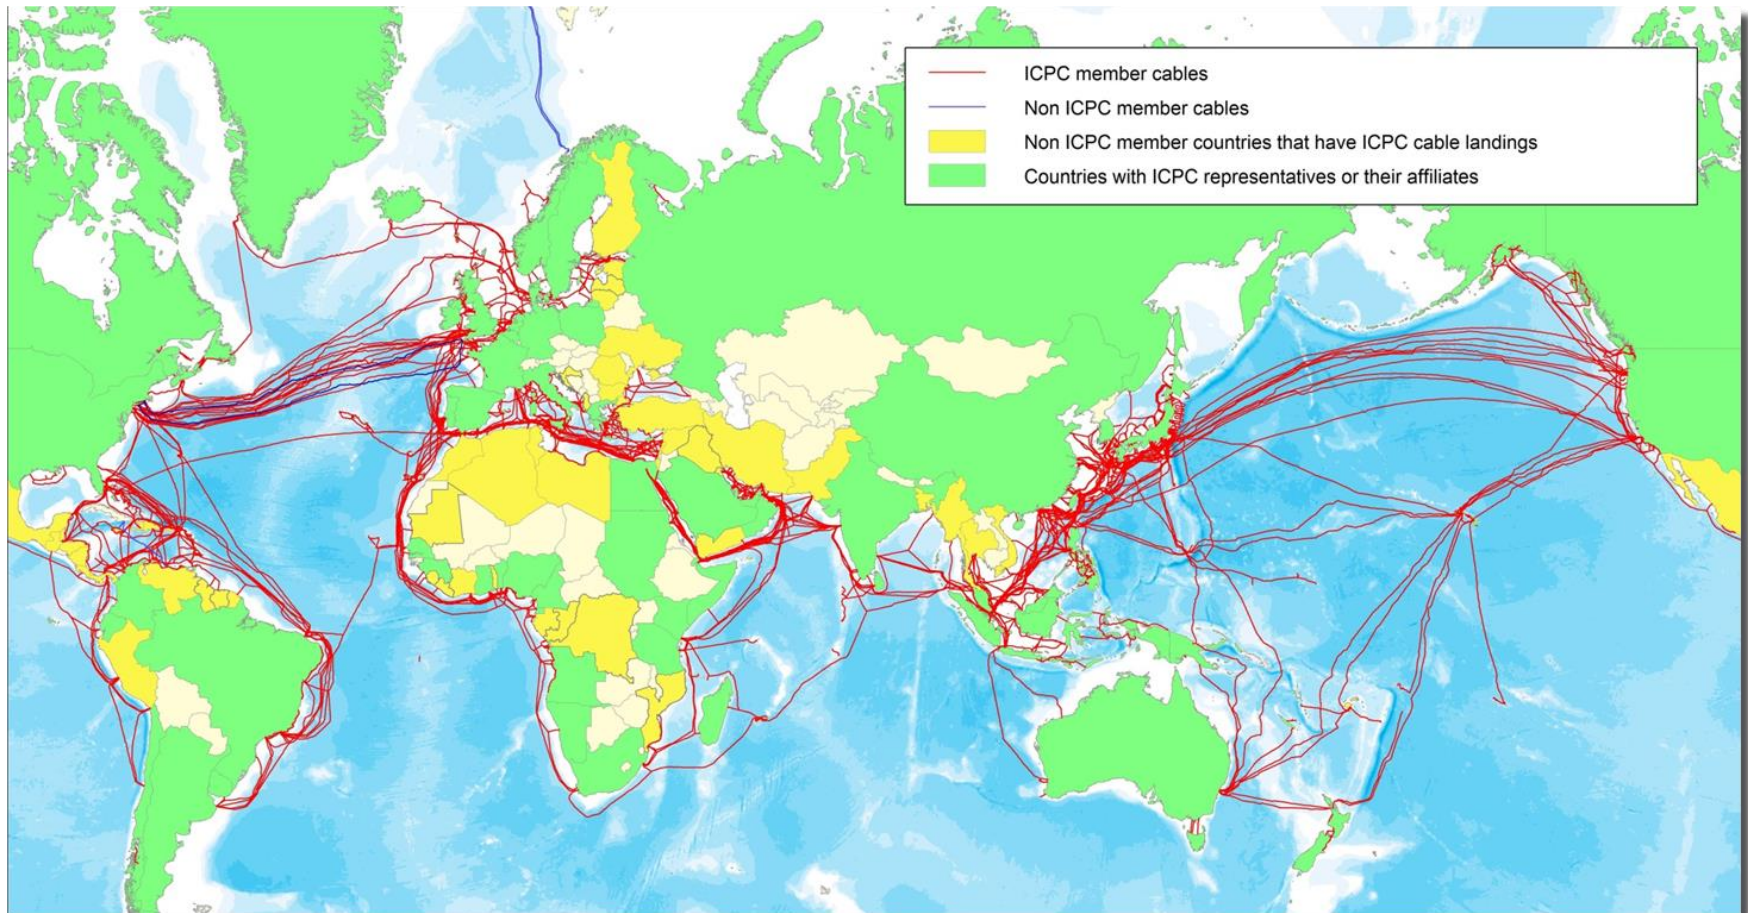 ICPC member cables
Non ICPC member cables
Non ICPC member countries that have ICPC cable landings
Countries with ICPC representatives or their affiliates